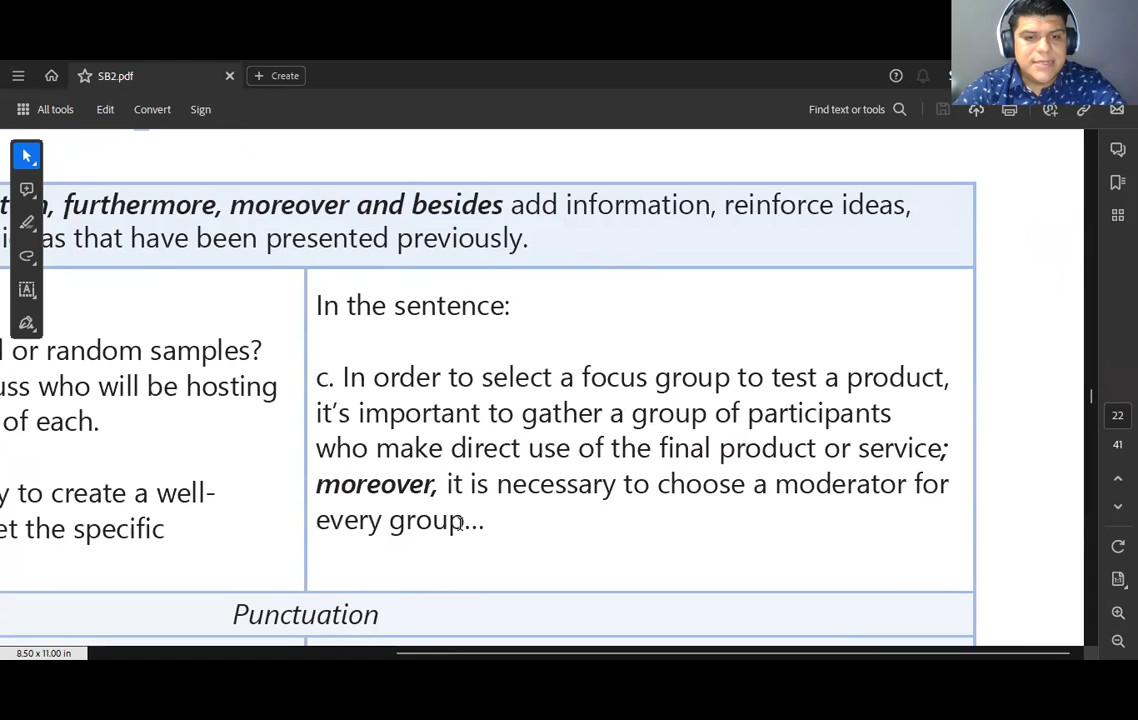 SB2.pdf
Create
All tools
Edit
Convert
Sign
Find text or tools
furthermore, moreover and besides add information, reinforce ideas,
as that have been presented previously.
or random samples?
who will be hosting
of each.
to create a well-
the specific
In the sentence:
c. In order to select a focus group to test a product,
it's important to gather a group of participants
who make direct use of the final product or service;
moreover, it is necessary to choose a moderator for
every group...
Punctuation
22
41
8.50 x 11.00 in